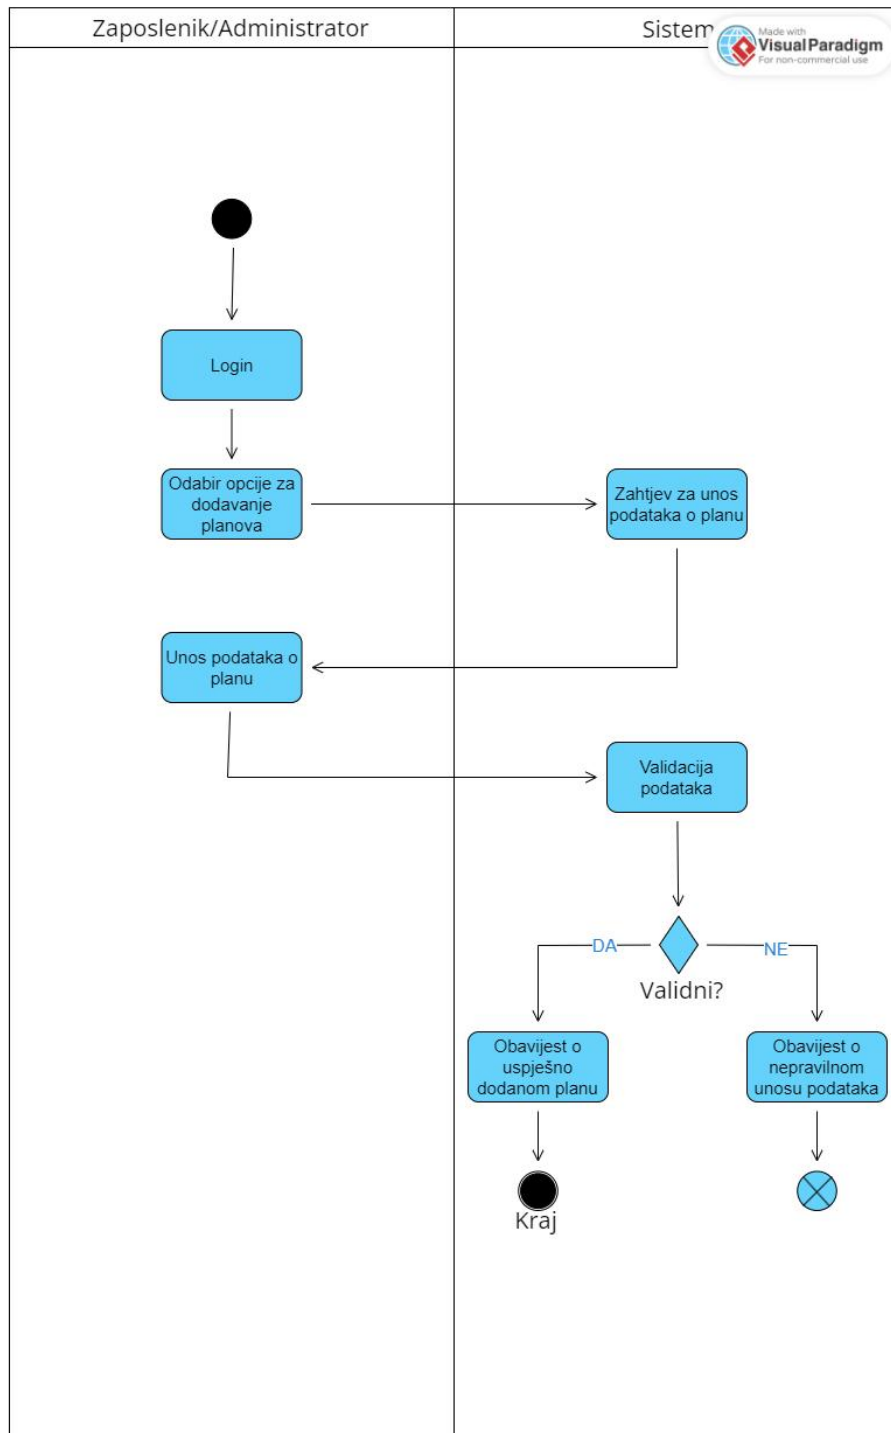 Zaposlenik/Administrator
Sistem
Made with
Visual Paradigm
For non-commercial use
Login
Odabir opcije za
dodavanje
planova
Zahtjev za unos
podataka o planu
Unos podataka o
planu
Validacija
podataka
DA
NE
Validni?
Obavijest o
uspješno
dodanom planu
Obavijest o
nepravilnom
unosu podataka
Kraj